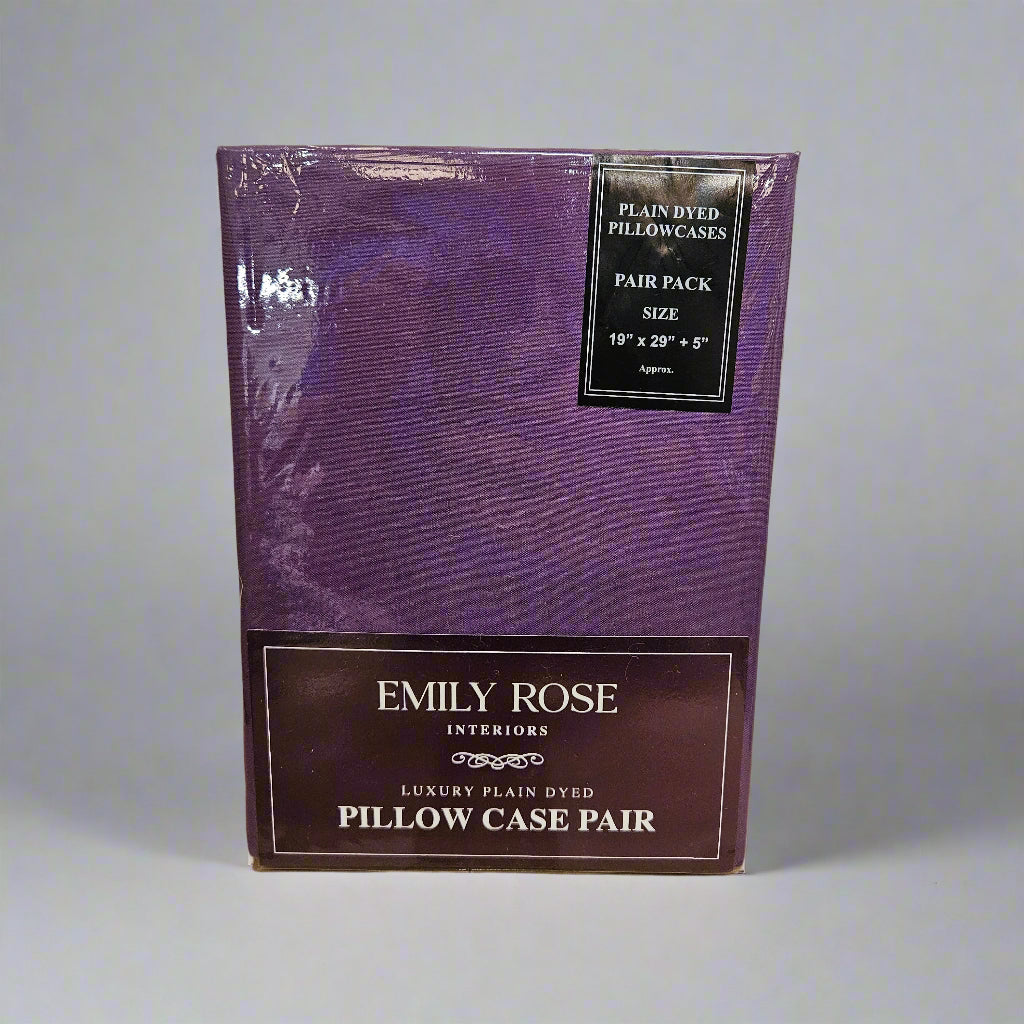 PLAIN DYED
PILLOWCASES
PAIR PACK
SIZE
19” x 29” + 5”
Approx.
EMILY ROSE
INTERIORS
LUXURY PLAIN DYED
PILLOW CASE PAIR